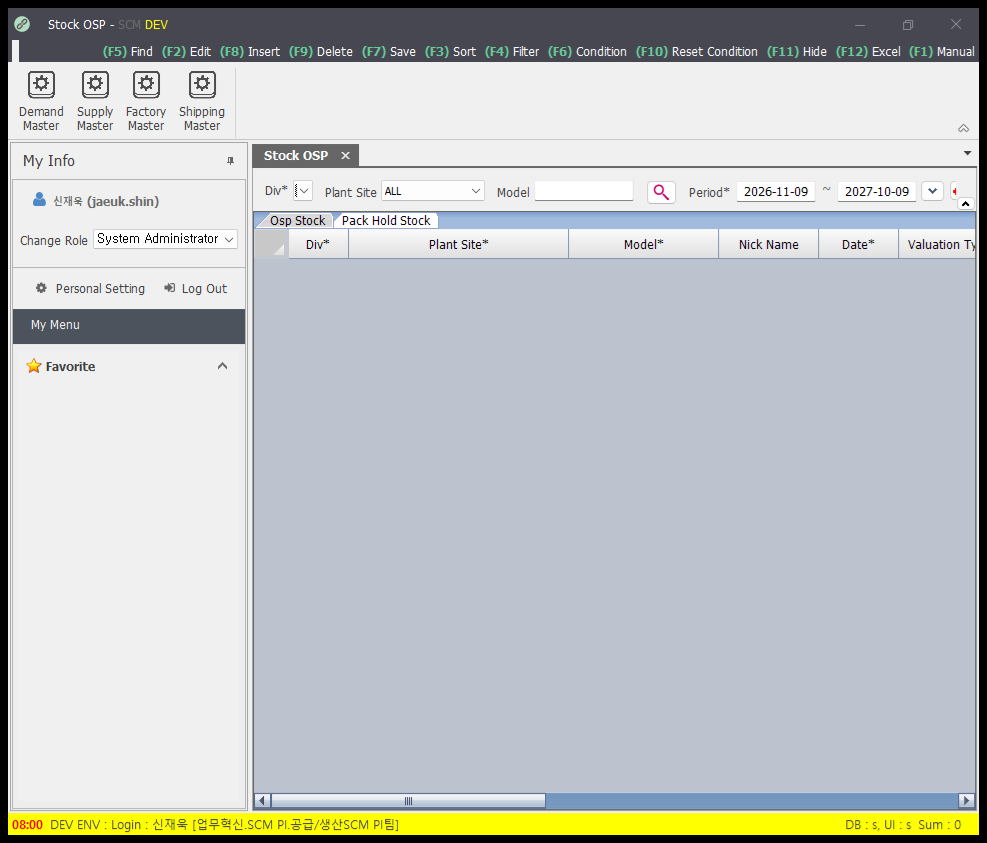 Stock OSP - SCM DEV
(F5) Find (F2) Edit (F8) Insert (F9) Delete (F7) Save (F3) Sort (F4) Filter (F6) Condition (F10) Reset Condition (F11) Hide (F12) Excel (F1) Manual
Demand Master
Supply Master
Factory Master
Shipping Master
My Info
신재욱 (jaeuk.shin)
Change Role System Administrator
Personal Setting Log Out
My Menu
Favorite
Stock OSP
Div* Plant Site ALL Model Period* 2026-11-09 ~ 2027-10-09
Osp Stock Pack Hold Stock
Div* Plant Site* Model* Nick Name Date* Valuation Ty
08:00 DEV ENV : Login : 신재욱 [업무혁신.SCM PI.공급/생산SCM PI팀] DB : s, UI : s Sum : 0